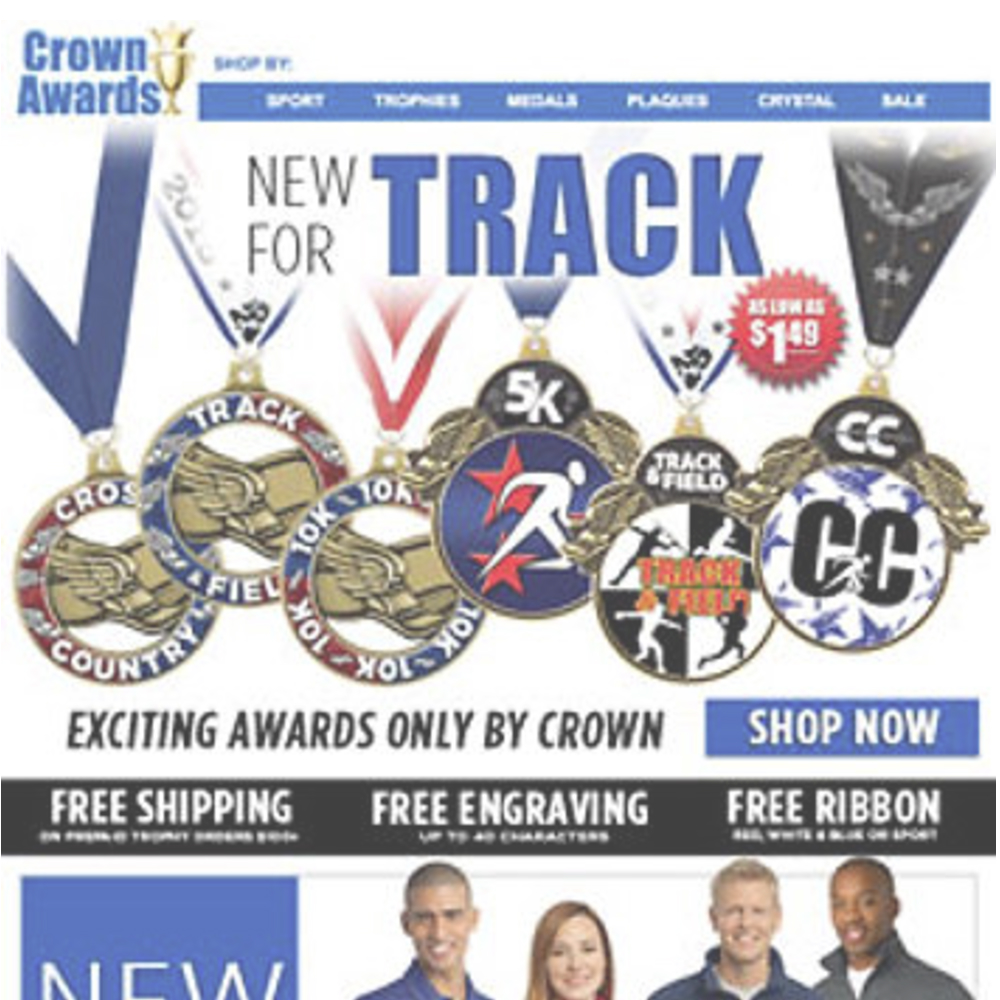 Crown
Awards
SHOP BY:
SPORT TROPHIES MEDALS PLAQUES CRYSTAL SALE
NEW
FOR
TRACK
AS LOW AS
$1.49
TRACK
& FIELD
CROSS
COUNTRY
10K 10K 10K 10K 10K
5K
TRACK
& FIELD
TRACK
& FIELD
CC
CC
EXCITING AWARDS ONLY BY CROWN
SHOP NOW
FREE SHIPPING
ON PREPAID TROPHY ORDERS $100+
FREE ENGRAVING
UP TO 40 CHARACTERS
FREE RIBBON
RED, WHITE & BLUE OR SPORT
NEW